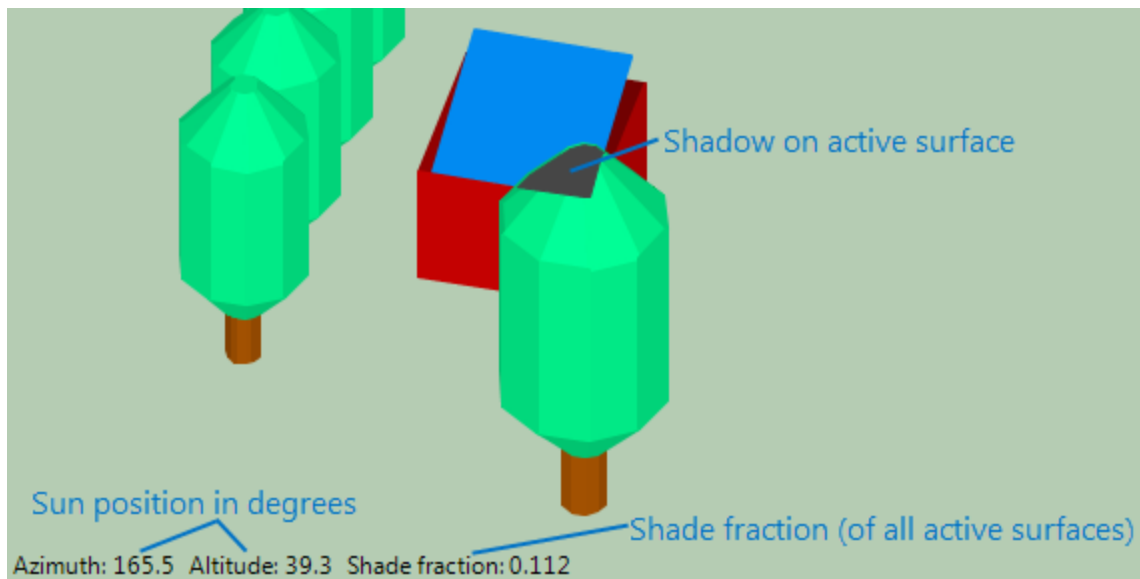 Shadow on active surface
Sun position in degrees
Shade fraction (of all active surfaces)
Azimuth: 165.5 Altitude: 39.3 Shade fraction: 0.112